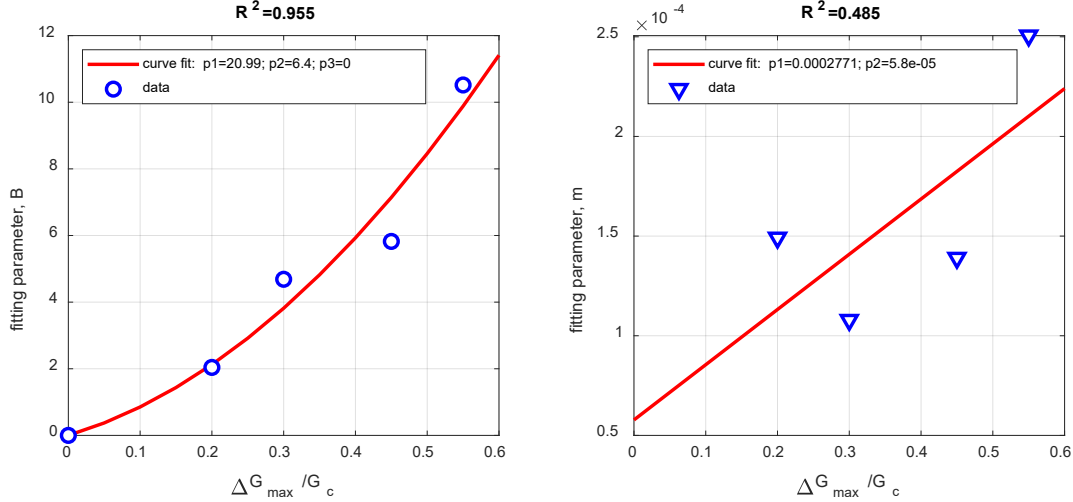 R²=0.955
12
10
8
6
4
2
0
fitting parameter, B
curve fit: p1=20.99; p2=6.4; p3=0
data
0 0.1 0.2 0.3 0.4 0.5 0.6
ΔG max /G c
R²=0.485
× 10 -4
2.5
2
1.5
1
0.5
fitting parameter, m
curve fit: p1=0.0002771; p2=5.8e-05
data
0 0.1 0.2 0.3 0.4 0.5 0.6
ΔG max /G c